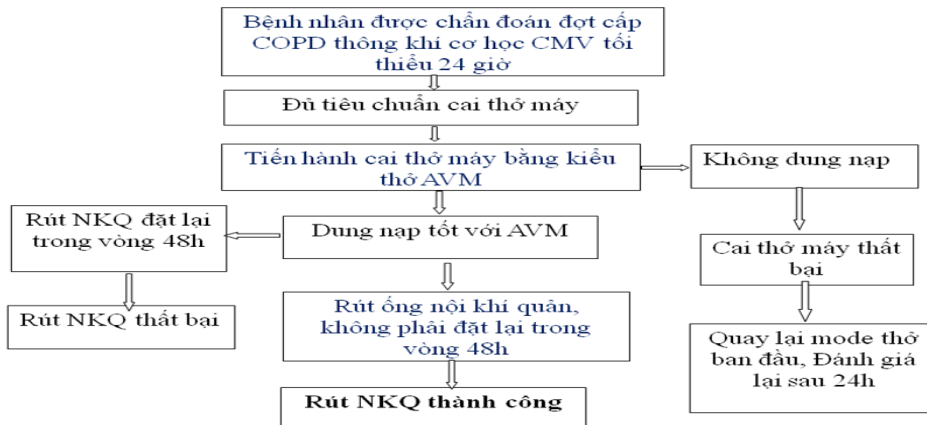 Bệnh nhân được chẩn đoán đợt cấp
COPD thông khí cơ học CMV tối
thiểu 24 giờ
Đủ tiêu chuẩn cai thở máy
Tiến hành cai thở máy bằng kiểu
thở AVM
Không dung nạp
Rút NKQ đặt lại
trong vòng 48h
Dung nạp tốt với AVM
Cai thở máy thất
bại
Rút NKQ thất bại
Rút ống nội khí quản,
không phải đặt lại trong
vòng 48h
Quay lại mode thở
ban đầu, Đánh giá
lại sau 24h
Rút NKQ thành công